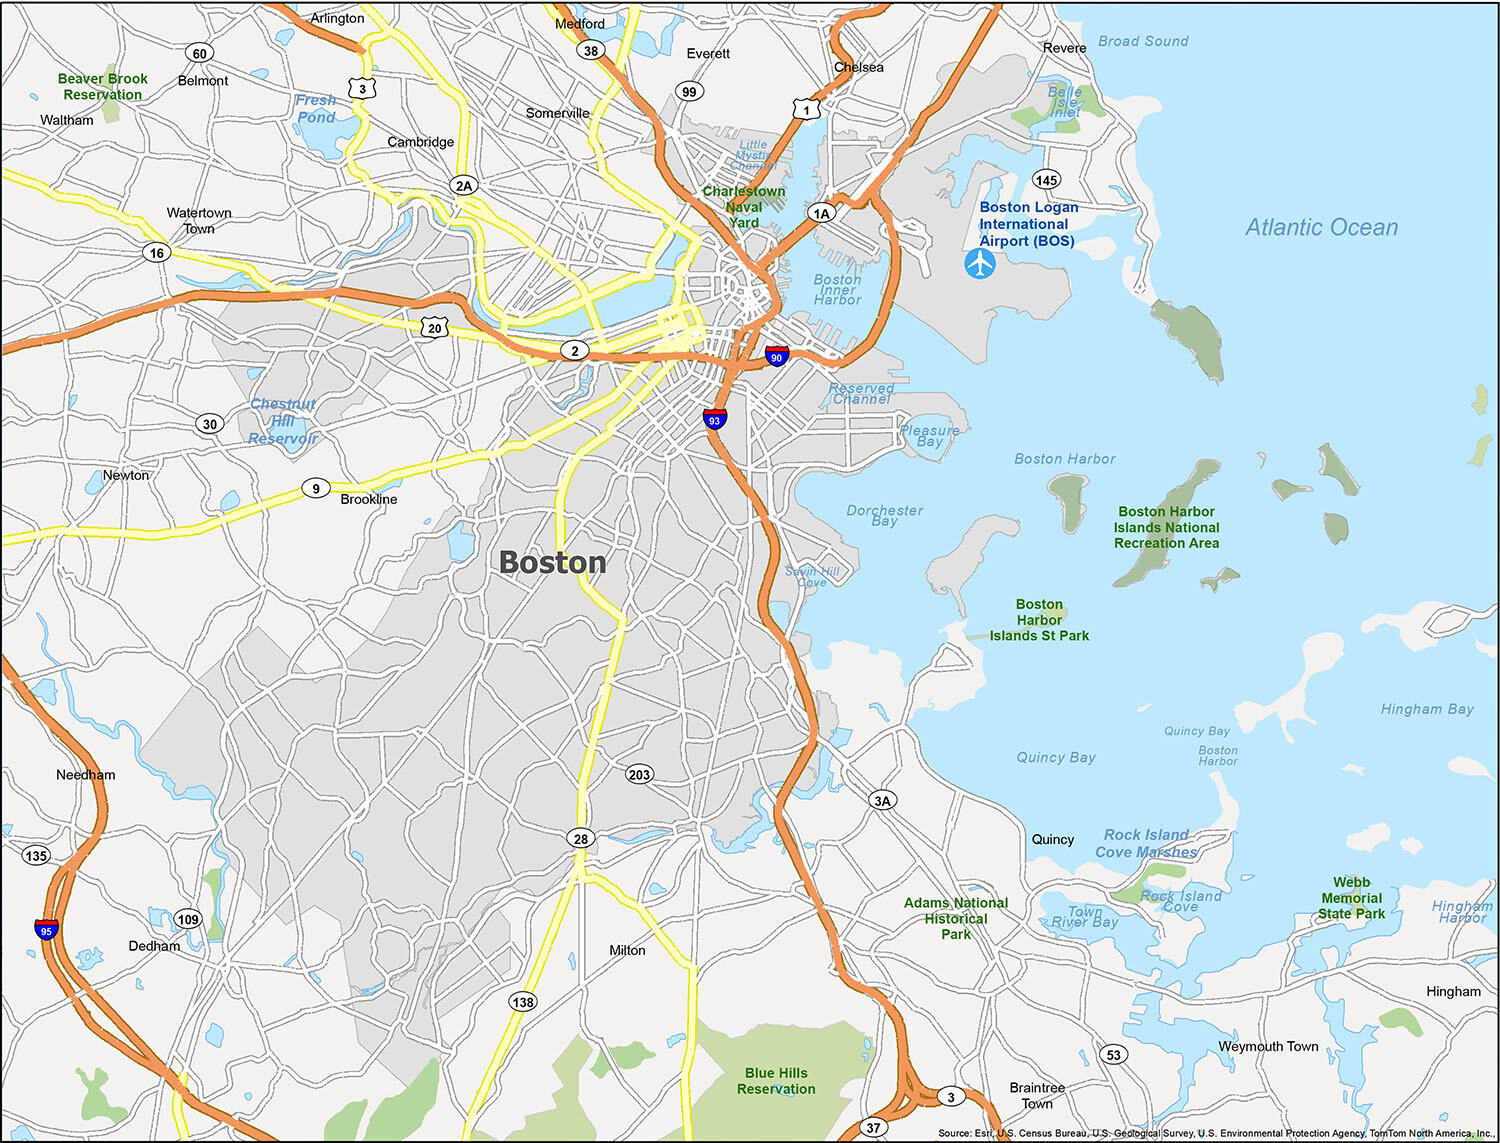 Arlington
Medford
38
Everett
Revere
Broad Sound
60
Belmont
Chelsea
Beaver Brook
Reservation
3
99
1
Belle
Isle
Inlet
Fresh
Pond
Somerville
Waltham
Cambridge
Little
Mystic
Channel
2A
Charlestown
Naval
Yard
145
Watertown
Town
1A
Boston Logan
International
Airport (BOS)
Atlantic Ocean
16
Boston
Inner
Harbor
20
2
90
Reserved
Channel
Chestnut
Hill
Reservoir
30
93
Pleasure
Bay
Newton
9
Brookline
Boston Harbor
Dorchester
Bay
Boston Harbor
Islands National
Recreation Area
Boston
Savin Hill
Cove
Boston
Harbor
Islands St Park
Hingham Bay
Quincy Bay
Boston
Harbor
Quincy Bay
Needham
203
3A
28
Quincy
Rock Island
Cove Marshes
135
Webb
Memorial
State Park
Rock Island
Cove
Hingham
Harbor
Adams National
Historical
Park
Town
River Bay
109
95
Dedham
Milton
138
Hingham
Weymouth Town
53
Blue Hills
Reservation
Braintree
Town
3
37
Source: Esri, U.S. Census Bureau, U.S. Geological Survey, U.S. Environmental Protection Agency, TomTom North America, Inc.,